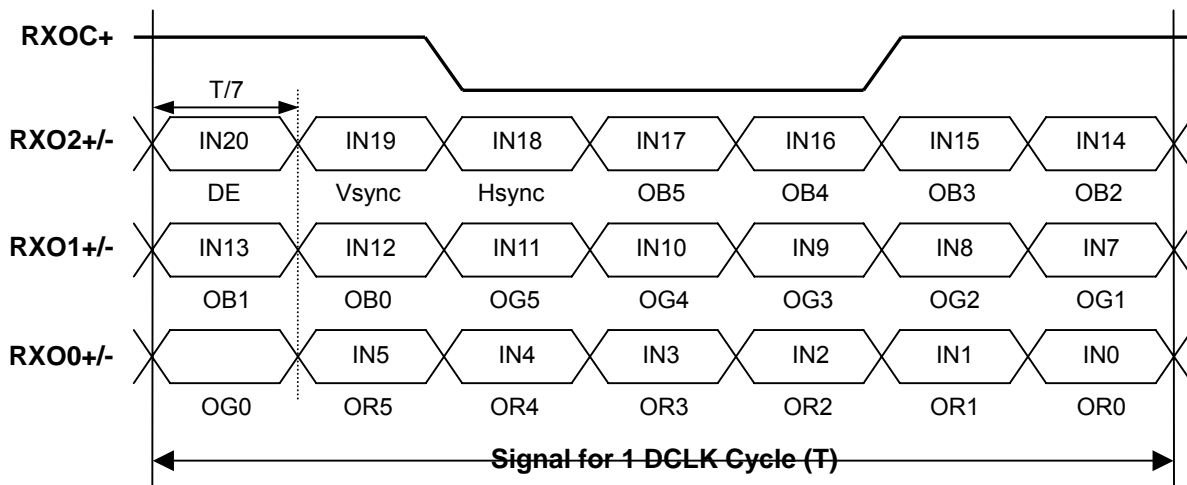 RXOC+
T/7
RXO2+/- IN20 IN19 IN18 IN17 IN16 IN15 IN14
DE Vsync Hsync OB5 OB4 OB3 OB2
RXO1+/- IN13 IN12 IN11 IN10 IN9 IN8 IN7
OB1 OB0 OG5 OG4 OG3 OG2 OG1
RXO0+/- IN5 IN4 IN3 IN2 IN1 IN0
OG0 OR5 OR4 OR3 OR2 OR1 OR0
Signal for 1 DCLK Cycle (T)